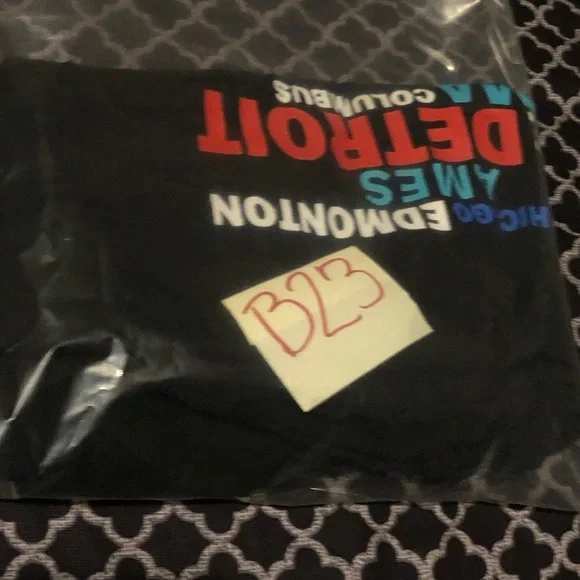 COLUMBUS
DETROIT
AMES
EDMONTON
B23